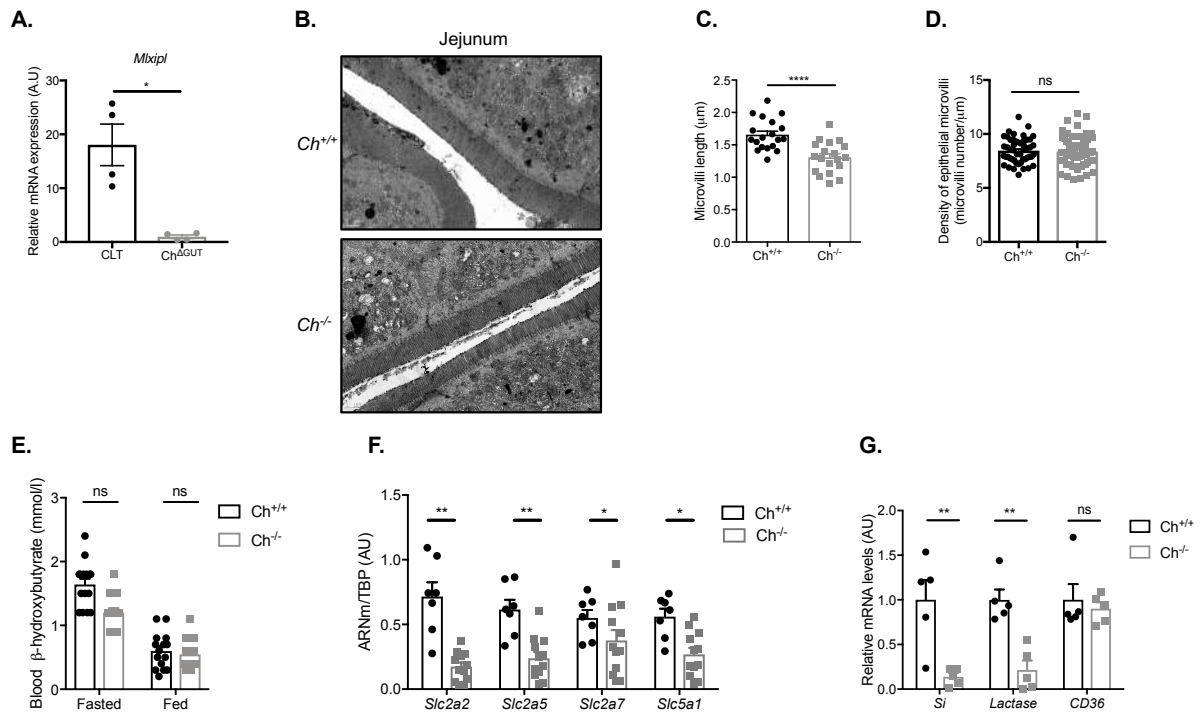 A.
Mlxipl
*
Relative mRNA expression (A.U)
30
20
10
0
CLT
Ch^ΔGUT
B.
Jejunum
Ch+/+
Ch-/-
C.
****
Microvilli length (μm)
2.5
2.0
1.5
1.0
0.5
0.0
Ch+/+
Ch-/-
D.
ns
Density of epithelial microvilli
(microvilli number/μm)
15
10
5
0
Ch+/+
Ch-/-
E.
Blood β-hydroxybutyrate (mmol/l)
3
2
1
0
ns
ns
Fasted
Fed
Ch+/+
Ch-/-
F.
ARNm/TBP (AU)
1.5
1.0
0.5
0.0
**
**
*
*
Slc2a2
Slc2a5
Slc2a7
Slc5a1
Ch+/+
Ch-/-
G.
Relative mRNA levels (AU)
2.0
1.5
1.0
0.5
0.0
**
**
ns
Si
Lactase
CD36
Ch+/+
Ch-/-